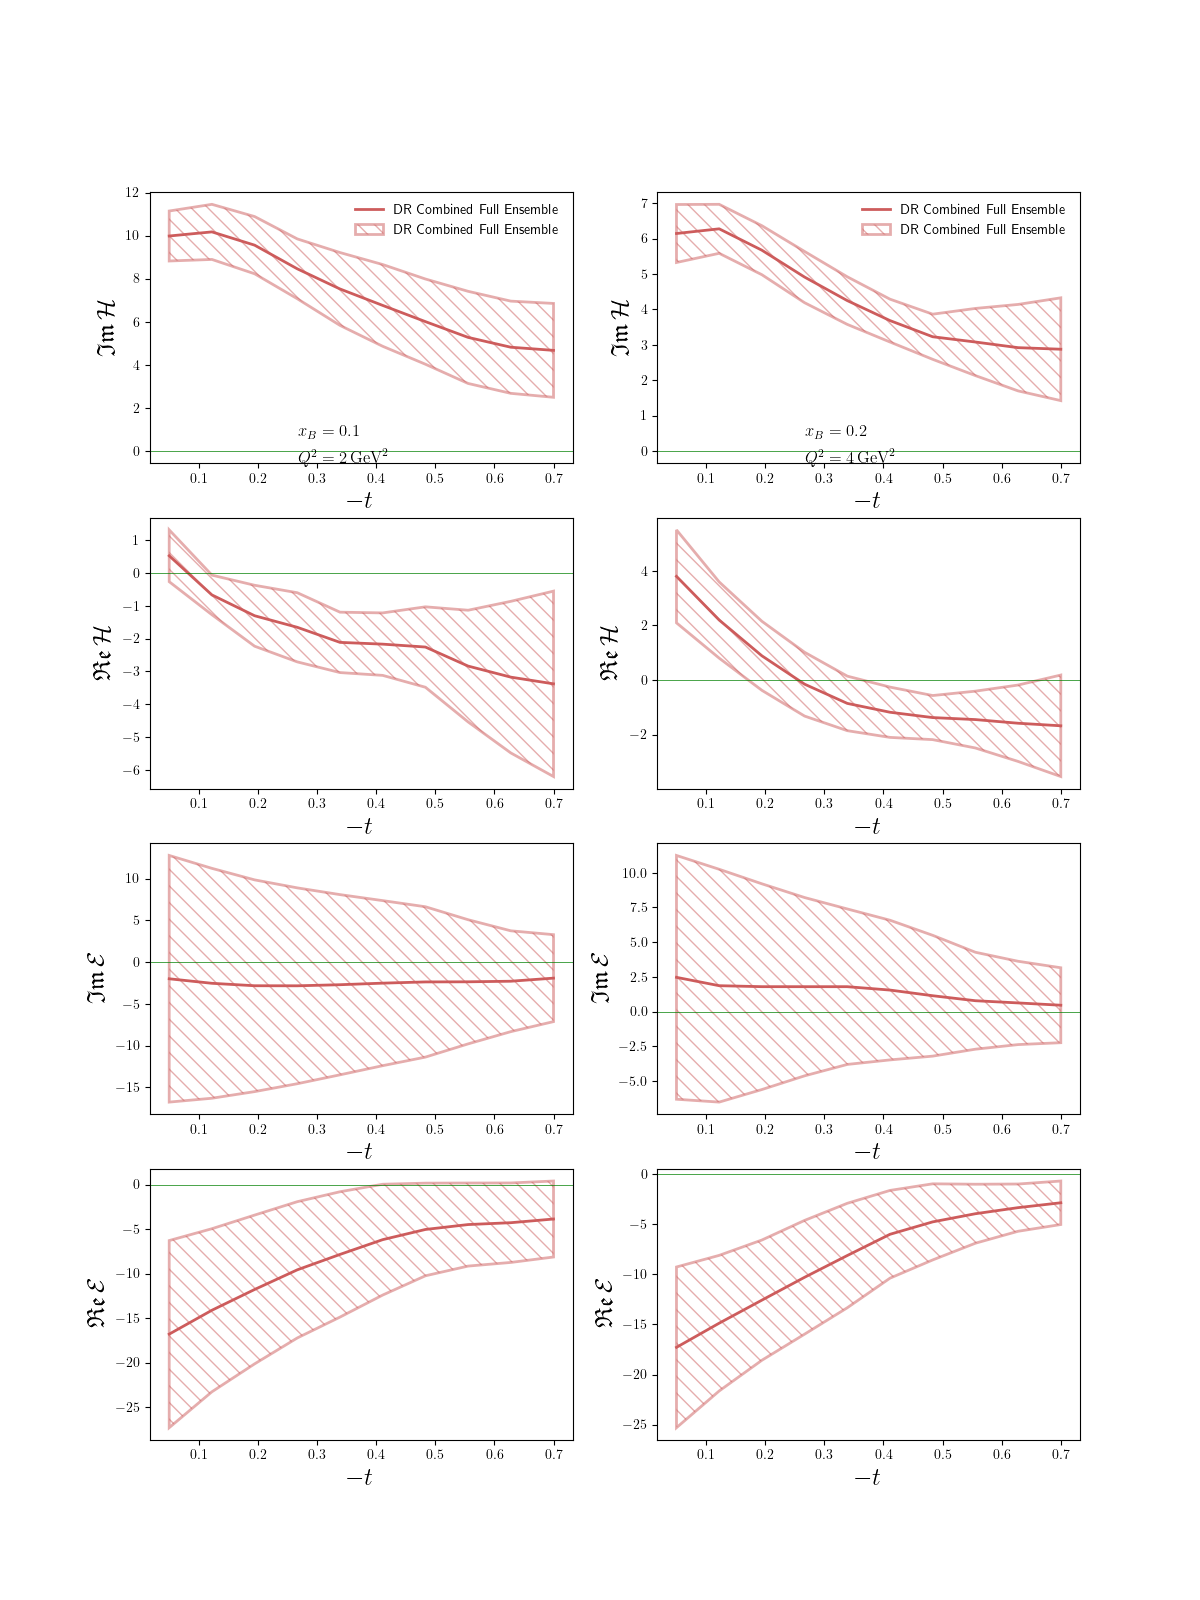 DR Combined Full Ensemble
DR Combined Full Ensemble
12
10
8
6
4
2
0
ℑ𝔪 ℋ
x_B = 0.1
Q² = 2 GeV²
0.1 0.2 0.3 0.4 0.5 0.6 0.7
−t
DR Combined Full Ensemble
DR Combined Full Ensemble
7
6
5
4
3
2
1
0
ℑ𝔪 ℋ
x_B = 0.2
Q² = 4 GeV²
0.1 0.2 0.3 0.4 0.5 0.6 0.7
−t
1
0
−1
−2
−3
−4
−5
−6
ℜ𝔢 ℋ
0.1 0.2 0.3 0.4 0.5 0.6 0.7
−t
4
2
0
−2
ℜ𝔢 ℋ
0.1 0.2 0.3 0.4 0.5 0.6 0.7
−t
10
5
0
−5
−10
−15
ℑ𝔪 ℰ
0.1 0.2 0.3 0.4 0.5 0.6 0.7
−t
10.0
7.5
5.0
2.5
0.0
−2.5
−5.0
ℑ𝔪 ℰ
0.1 0.2 0.3 0.4 0.5 0.6 0.7
−t
0
−5
−10
−15
−20
−25
ℜ𝔢 ℰ
0.1 0.2 0.3 0.4 0.5 0.6 0.7
−t
0
−5
−10
−15
−20
−25
ℜ𝔢 ℰ
0.1 0.2 0.3 0.4 0.5 0.6 0.7
−t